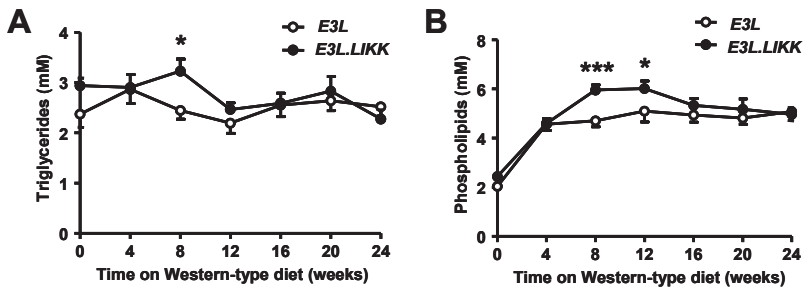 A
E3L
E3L.LIKK
*
4
3
2
1
0
Triglycerides (mM)
0 4 8 12 16 20 24
Time on Western-type diet (weeks)
B
E3L
E3L.LIKK
*** *
8
6
4
2
0
Phospholipids (mM)
0 4 8 12 16 20 24
Time on Western-type diet (weeks)